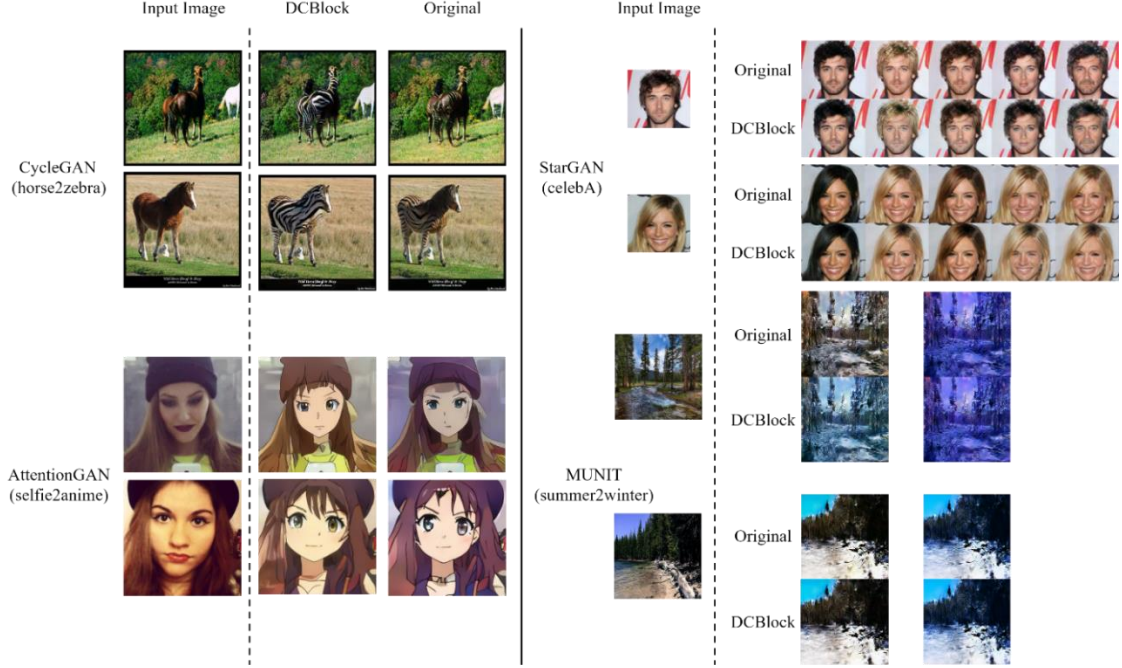 Input Image
DCBlock
Original
Input Image
CycleGAN
(horse2zebra)
AttentionGAN
(selfie2anime)
StarGAN
(celebA)
Original
DCBlock
Original
DCBlock
MUNIT
(summer2winter)
Original
DCBlock
Original
DCBlock